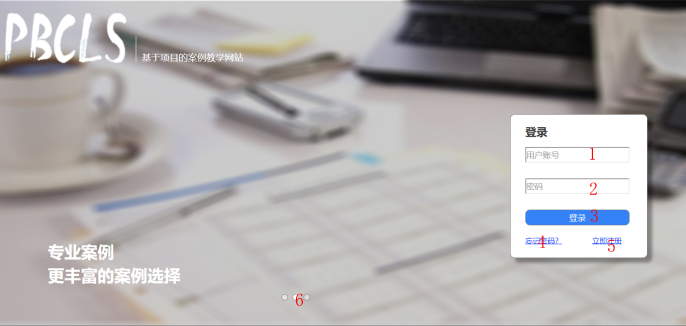 PBCLS
基于项目的案例教学网站
登录
用户账号 1
密码 2
登录 3
忘记密码? 4
立即注册 5
专业案例
更丰富的案例选择
6